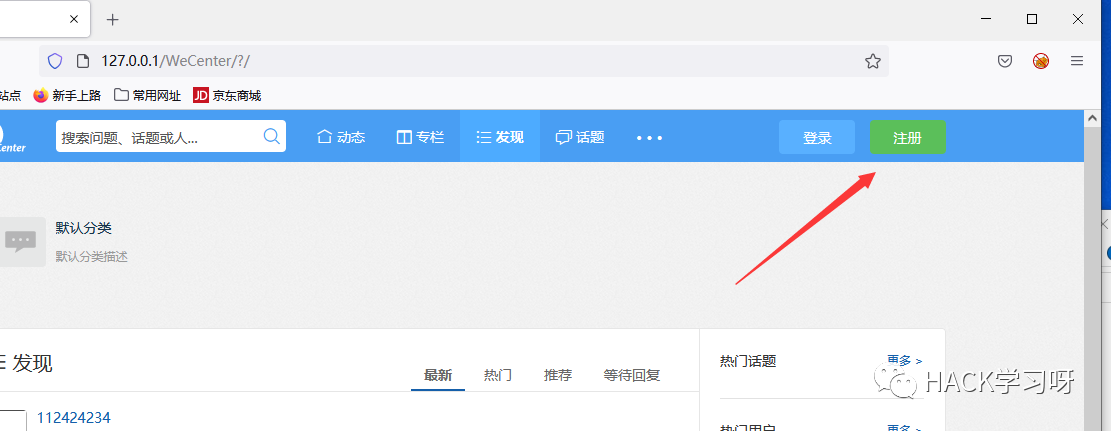 127.0.0.1/WeCenter/?/
站点 新手上路 常用网址 JD 京东商城
enter 搜索问题、话题或人... 动态 专栏 发现 话题 登录 注册
默认分类
默认分类描述
发现 最新 热门 推荐 等待回复
热门话题 更多 >
112424234
HACK学习呀
热门用户 更多 >